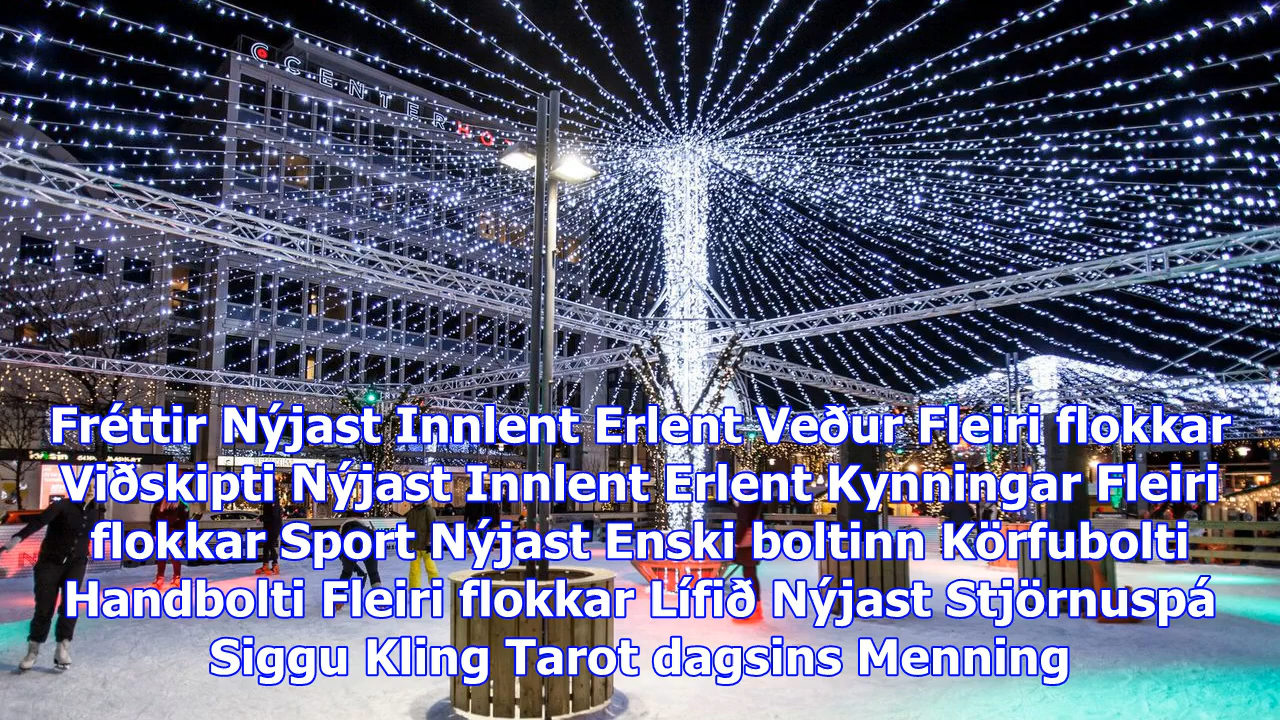 CENTERHOT
Fréttir Nýjast Innlent Erlent Veður Fleiri flokkar
Viðskipti Nýjast Innlent Erlent Kynningar Fleiri
flokkar Sport Nýjast Enski boltinn Körfubolti
Handbolti Fleiri flokkar Lífið Nýjast Stjörnuspá
Siggu Kling Tarot dagsins Menning